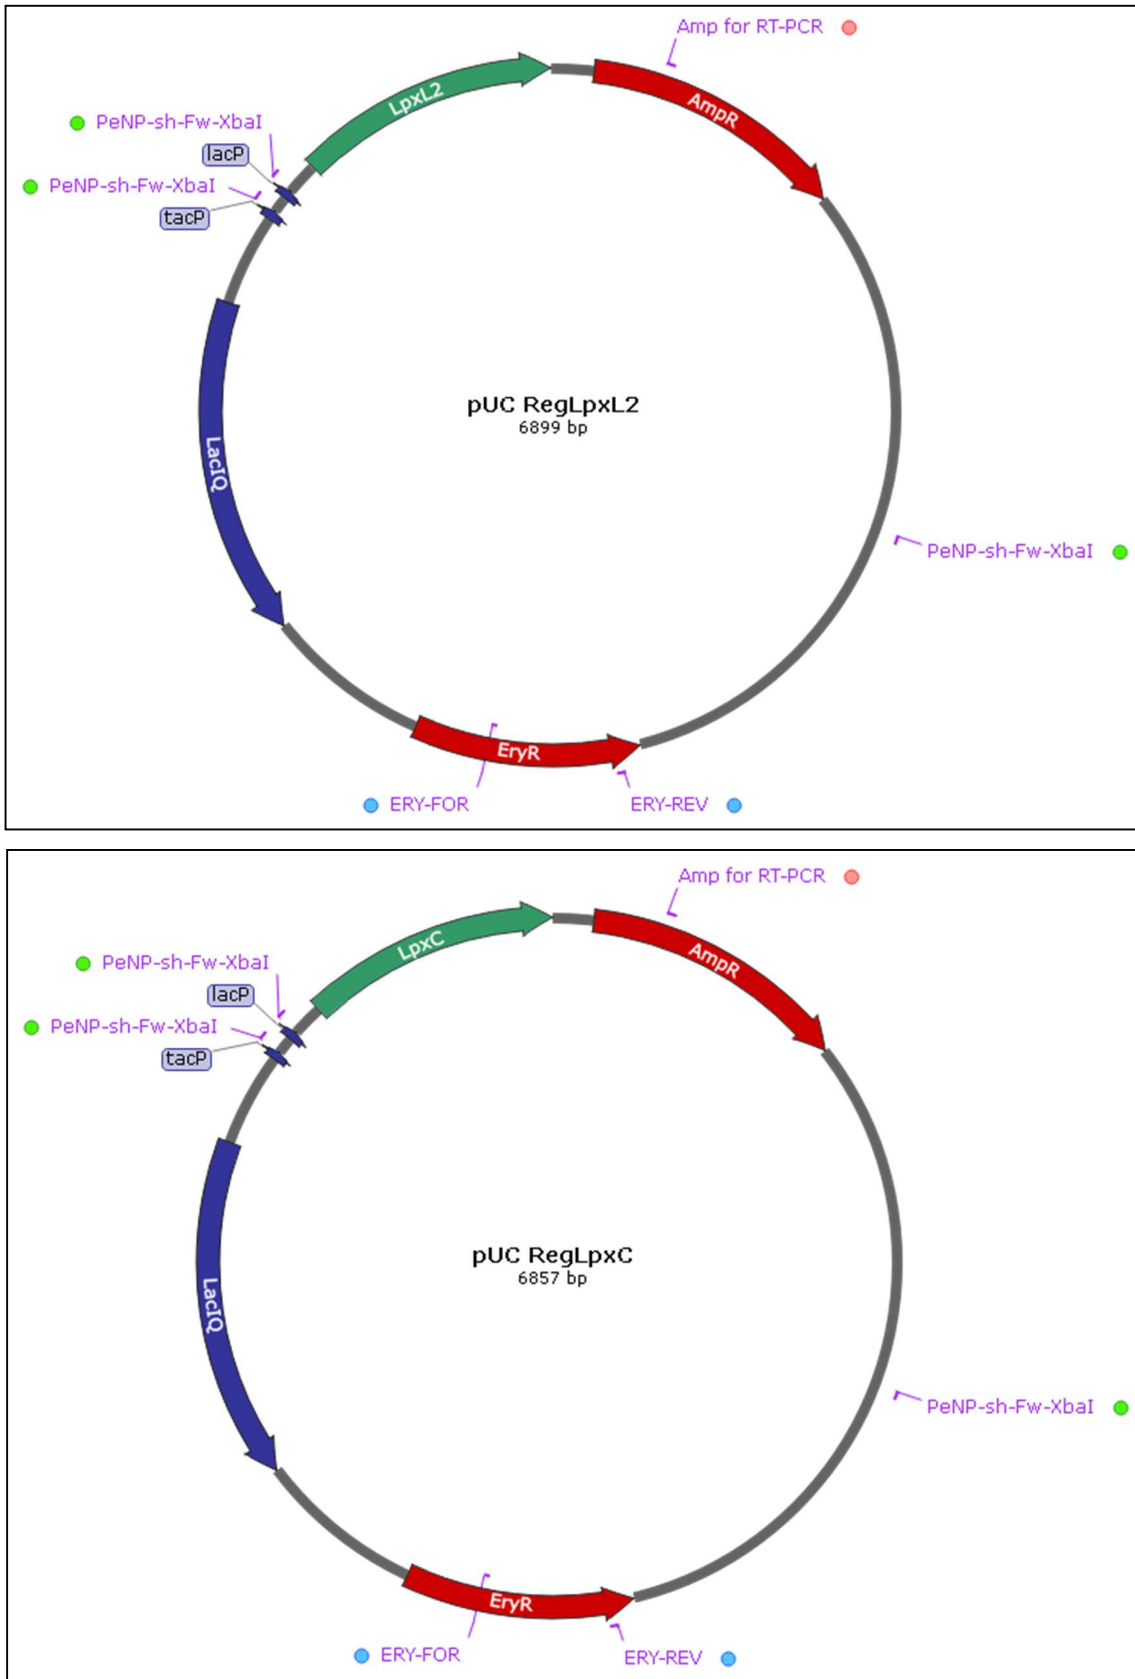 Amp for RT-PCR
LpxL2
AmpR
PeNP-sh-Fw-XbaI
lacP
PeNP-sh-Fw-XbaI
tacP
pUC RegLpxL2
6899 bp
LacIQ
PeNP-sh-Fw-XbaI
EryR
ERY-FOR
ERY-REV
Amp for RT-PCR
LpxC
AmpR
PeNP-sh-Fw-XbaI
lacP
PeNP-sh-Fw-XbaI
tacP
pUC RegLpxC
6857 bp
LacIQ
PeNP-sh-Fw-XbaI
EryR
ERY-FOR
ERY-REV